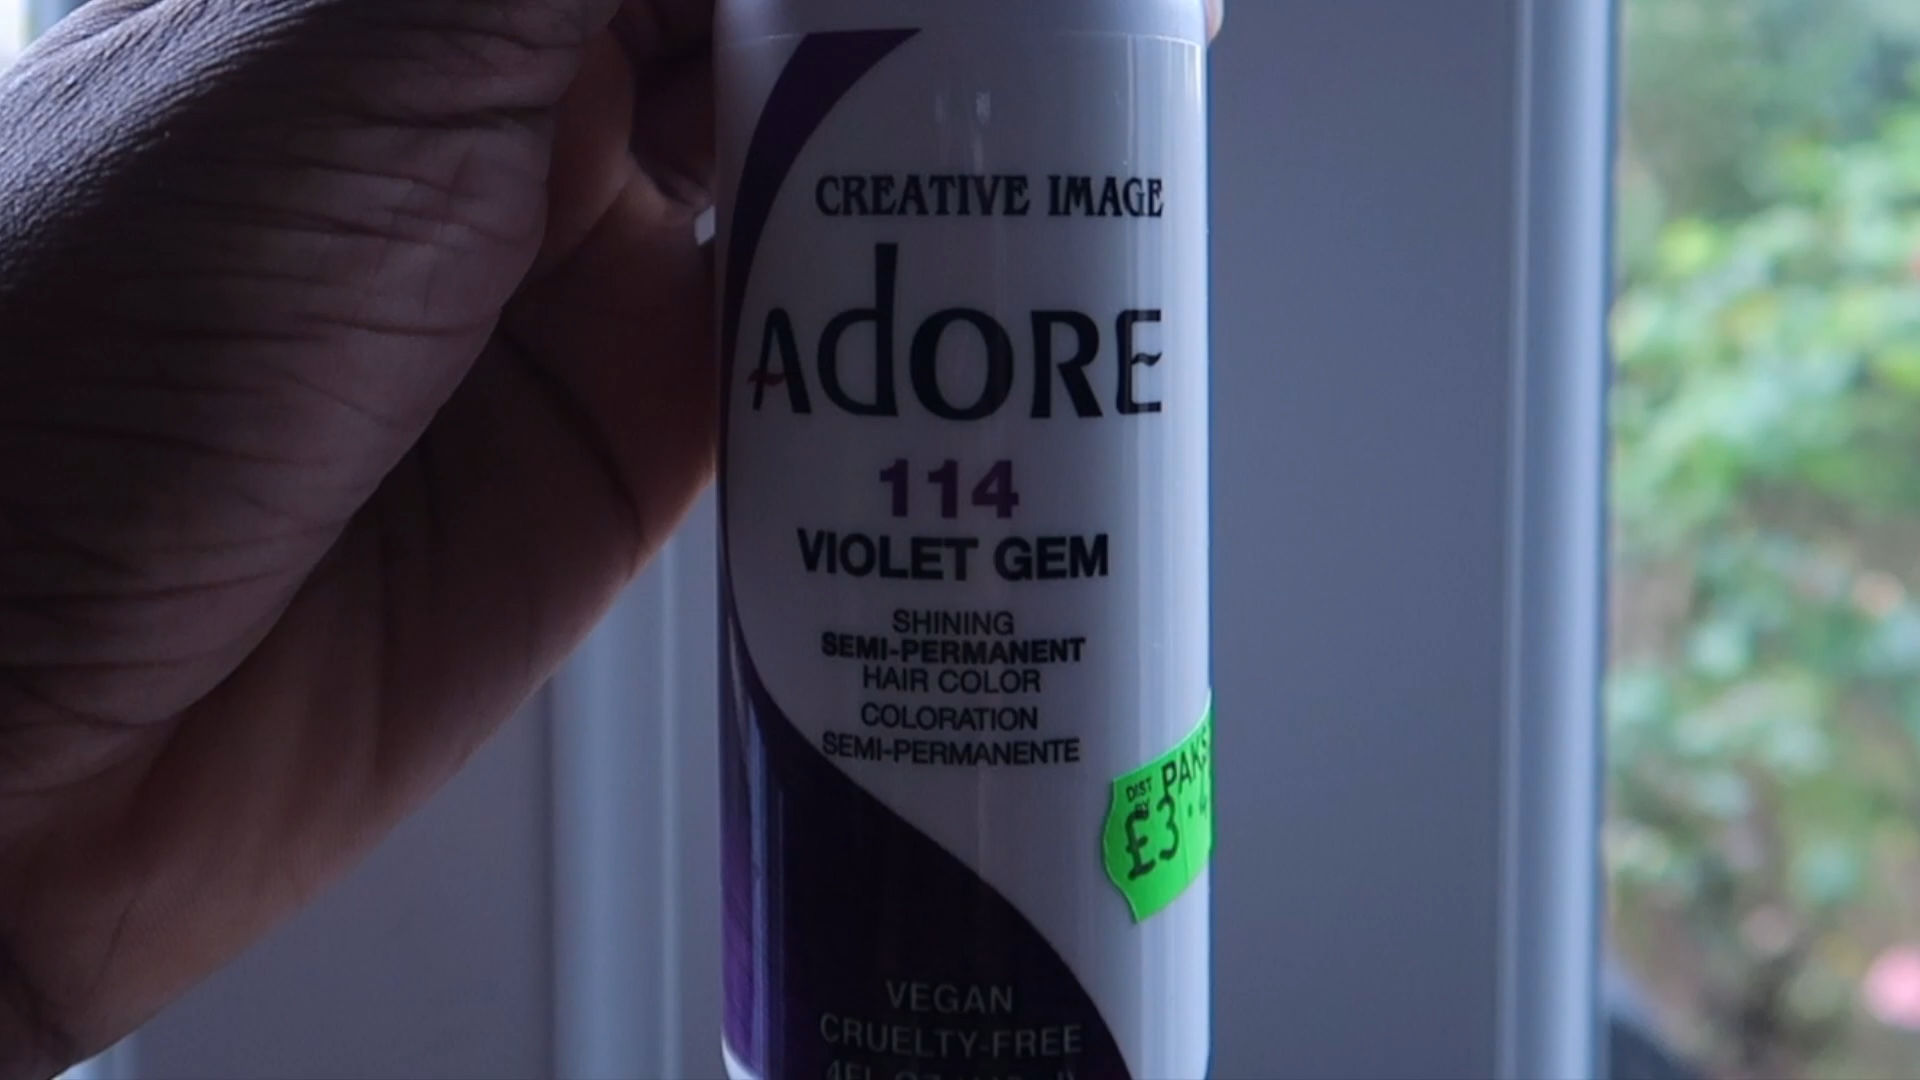 CREATIVE IMAGE
AdORE
114
VIOLET GEM
SHINING
SEMI-PERMANENT
HAIR COLOR
COLORATION
SEMI-PERMANENTE
DIST BY
£3
VEGAN
CRUELTY-FREE